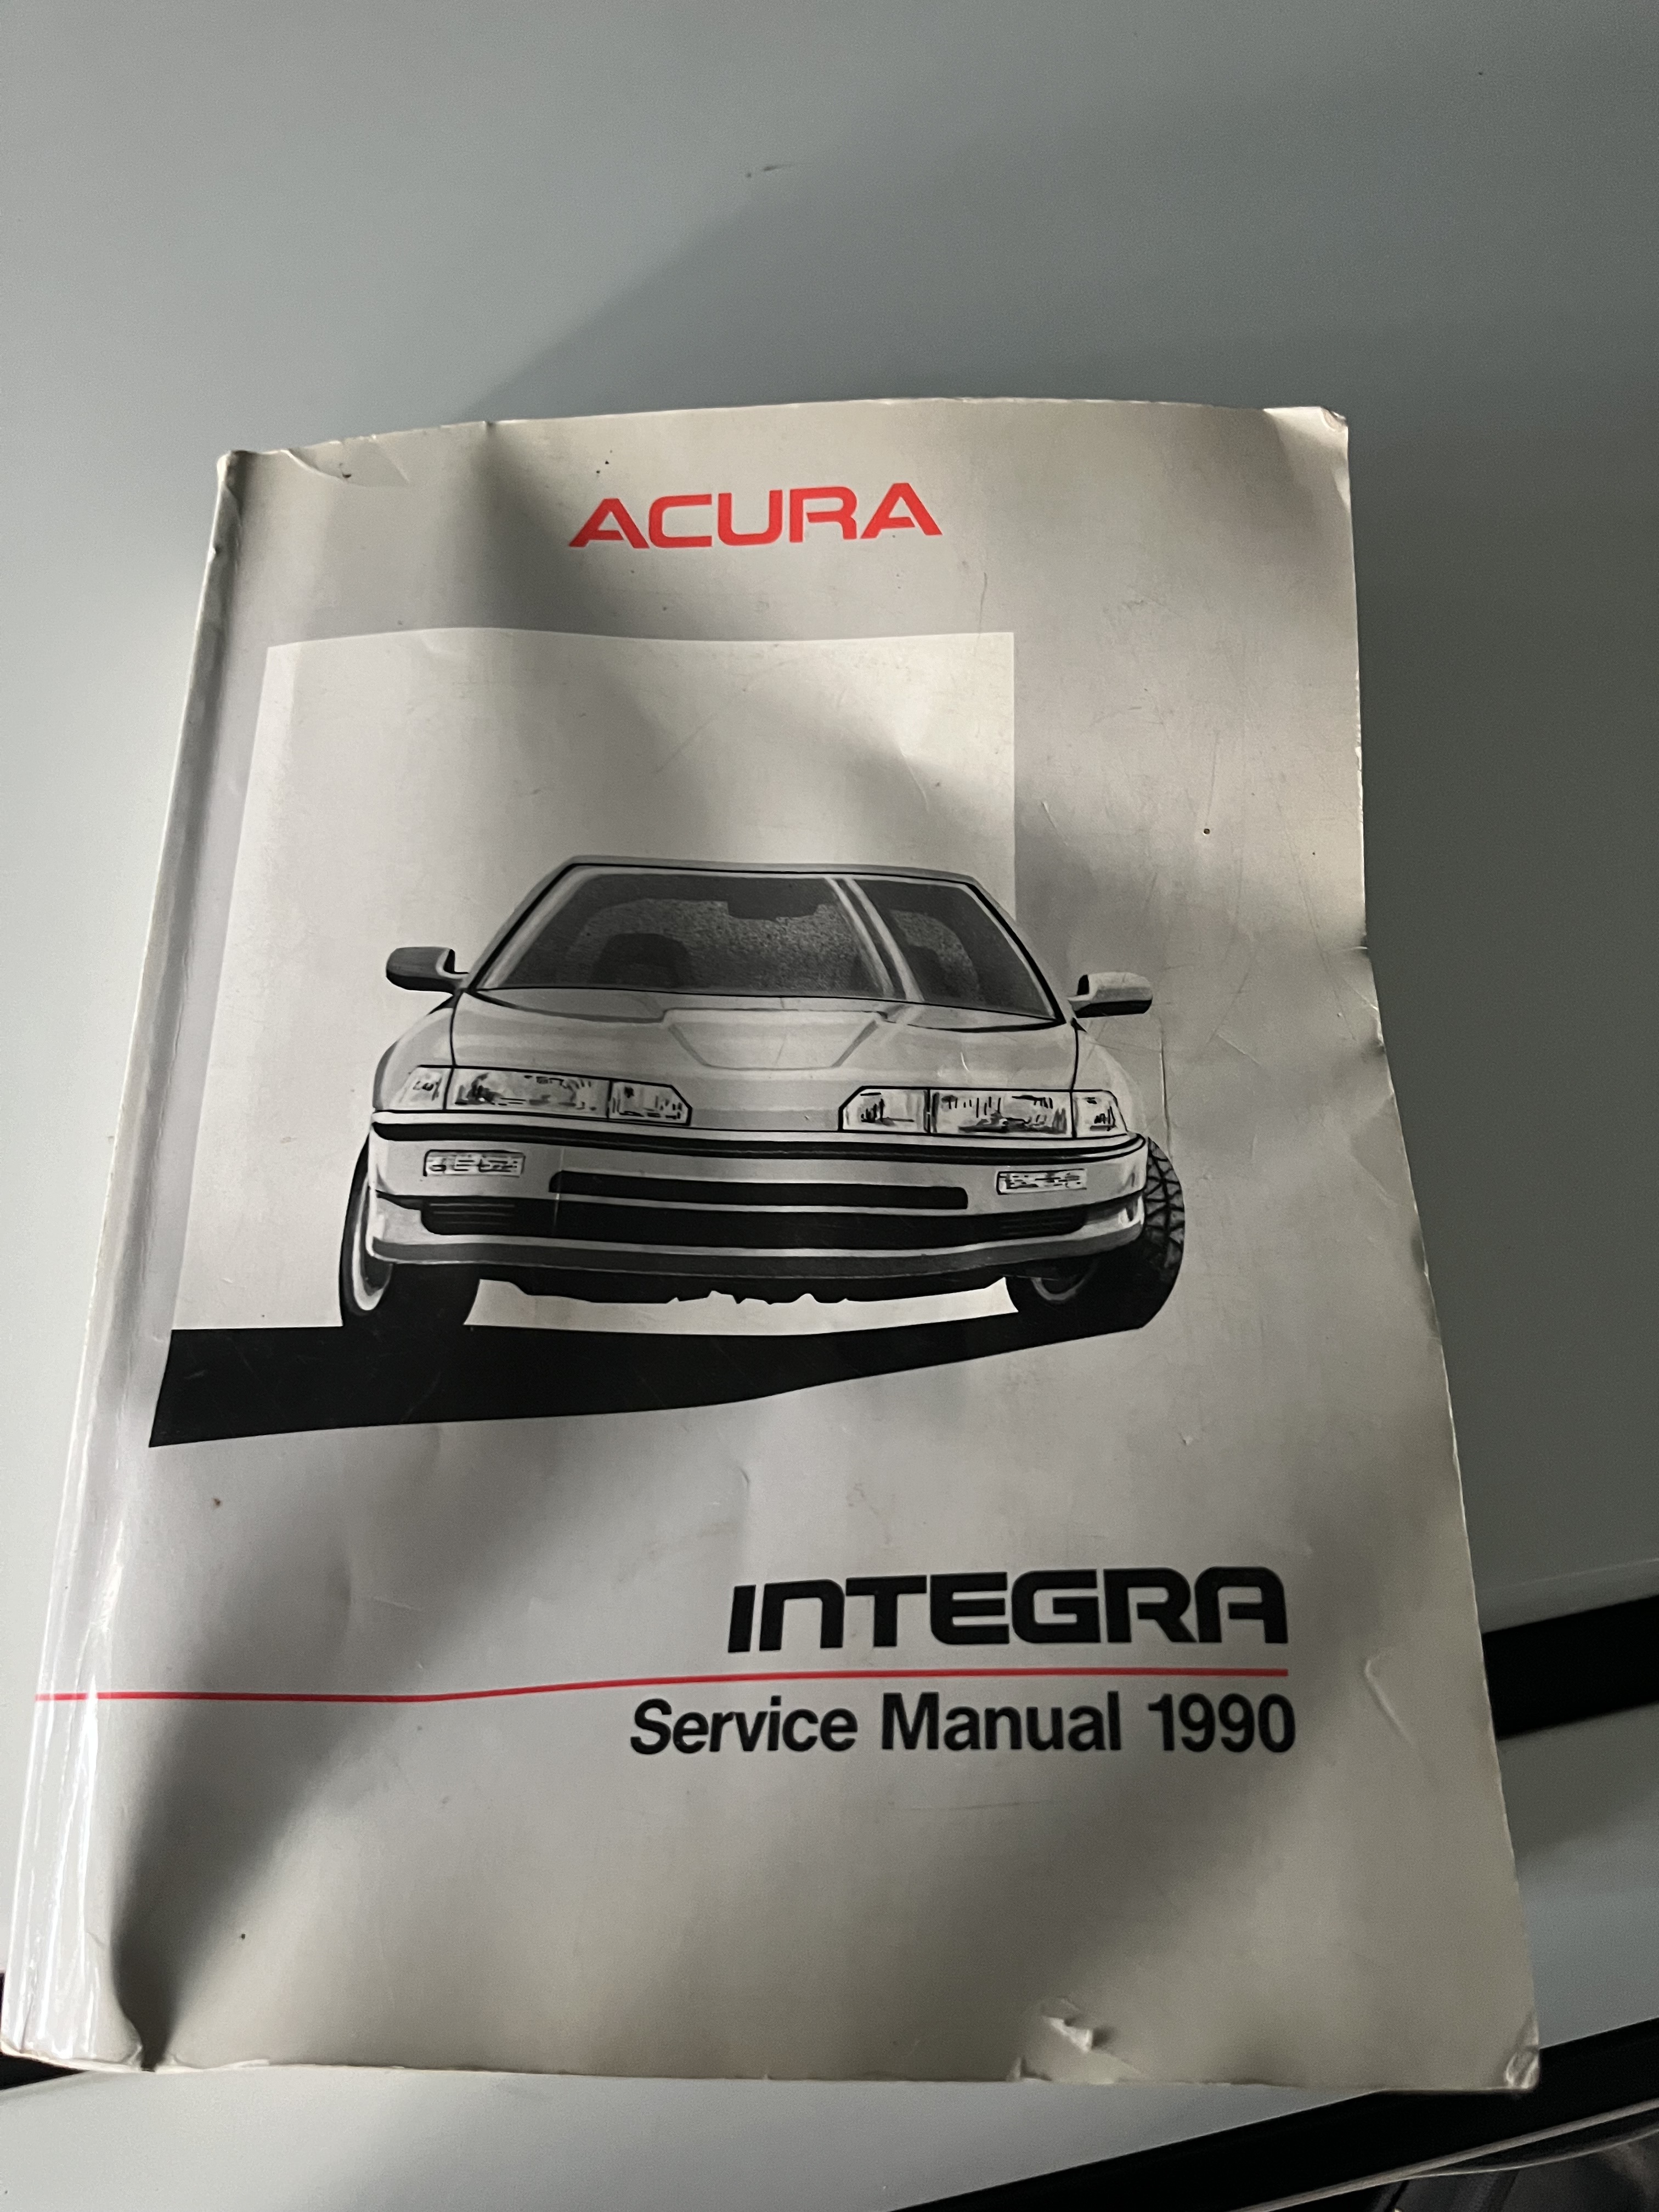 ACURA
INTEGRA
Service Manual 1990